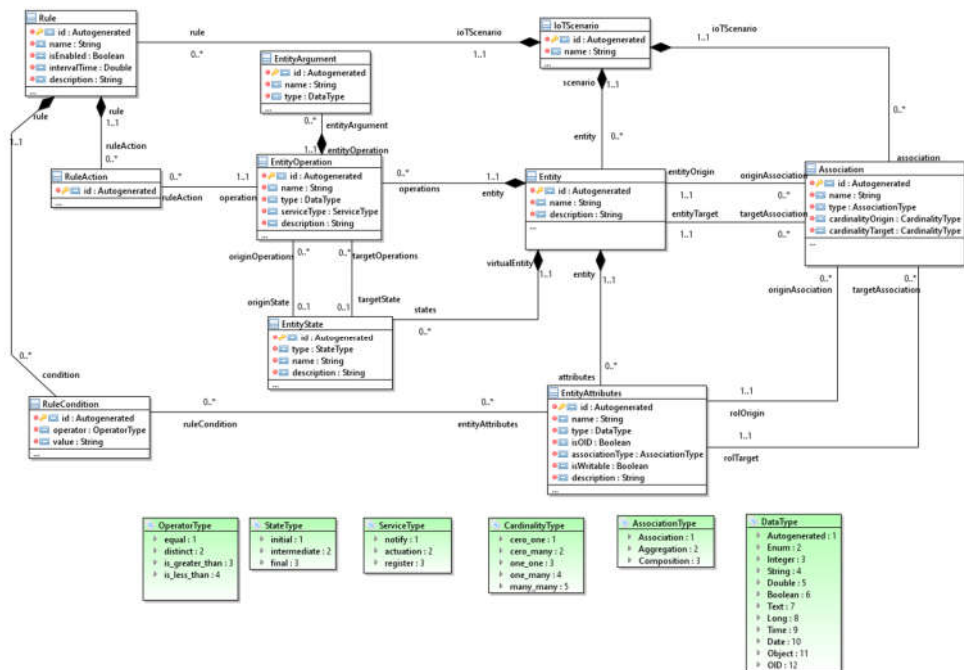 Rule
id : Autogenerated
name : String
isEnabled : Boolean
intervalTime : Double
description : String
...
rule
0..*
ioTScenario
1..1
IoTScenario
id : Autogenerated
name : String
...
ioTScenario
1..1
scenario
1..1
EntityArgument
id : Autogenerated
name : String
type : DataType
...
0..*
entityArgument
1..1
entityOperation
rule
1..1
rule
1..1
ruleAction
0..*
entity
0..*
0..*
association
RuleAction
id : Autogenerated
...
0..*
ruleAction
1..1
operation
EntityOperation
id : Autogenerated
name : String
type : DataType
serviceType : ServiceType
description : String
...
0..*
operations
1..1
entity
Entity
id : Autogenerated
name : String
description : String
...
entityOrigin
1..1
entityTarget
1..1
originAssociation
0..*
targetAssociation
0..*
Association
id : Autogenerated
name : String
type : AssociationType
cardinalityOrigin : CardinalityType
cardinalityTarget : CardinalityType
...
0..*
originOperations
0..*
targetOperations
originState
0..1
targetState
0..1
virtualEntity
1..1
entity
1..1
states
0..*
0..*
originAsociation
0..*
targetAssociation
EntityState
id : Autogenerated
type : StateType
name : String
description : String
...
0..*
condition
attributes
0..*
RuleCondition
id : Autogenerated
operator : OperatorType
value : String
...
0..*
ruleCondition
0..*
entityAttributes
EntityAttributes
id : Autogenerated
name : String
type : DataType
isOID : Boolean
associationType : AssociationType
isWritable : Boolean
description : String
...
1..1
rolOrigin
1..1
rolTarget
OperatorType
equal : 1
distinct : 2
is_greater_than : 3
is_less_than : 4
StateType
initial : 1
intermediate : 2
final : 3
ServiceType
notify : 1
actuation : 2
register : 3
CardinalityType
cero_one : 1
cero_many : 2
one_one : 3
one_many : 4
many_many : 5
AssociationType
Association : 1
Aggregation : 2
Composition : 3
DataType
Autogenerated : 1
Enum : 2
Integer : 3
String : 4
Double : 5
Boolean : 6
Text : 7
Long : 8
Time : 9
Date : 10
Object : 11
OID : 12